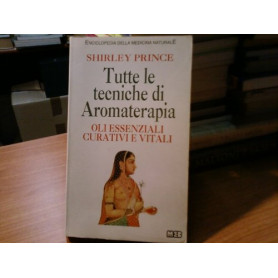 ENCICLOPEDIA DELLA MEDICINA NATURALE
SHIRLEY PRINCE
Tutte le
tecniche di
Aromaterapia
OLI ESSENZIALI
CURATIVI E VITALI